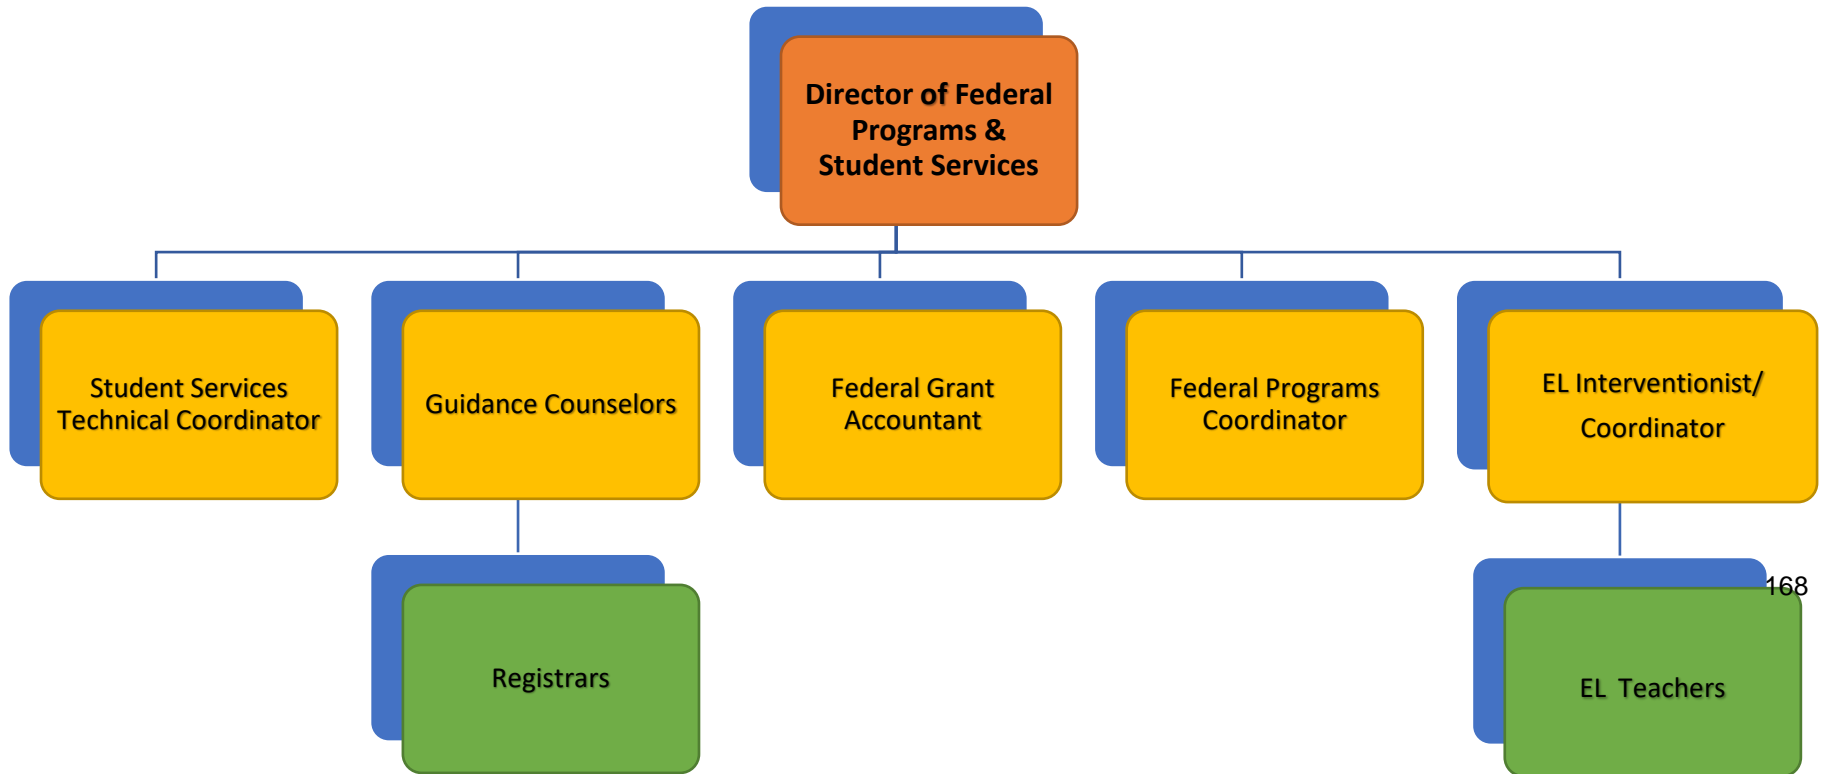 Director of Federal
Programs &
Student Services
Student Services
Technical Coordinator
Guidance Counselors
Federal Grant
Accountant
Federal Programs
Coordinator
EL Interventionist/
Coordinator
168
Registrars
EL Teachers